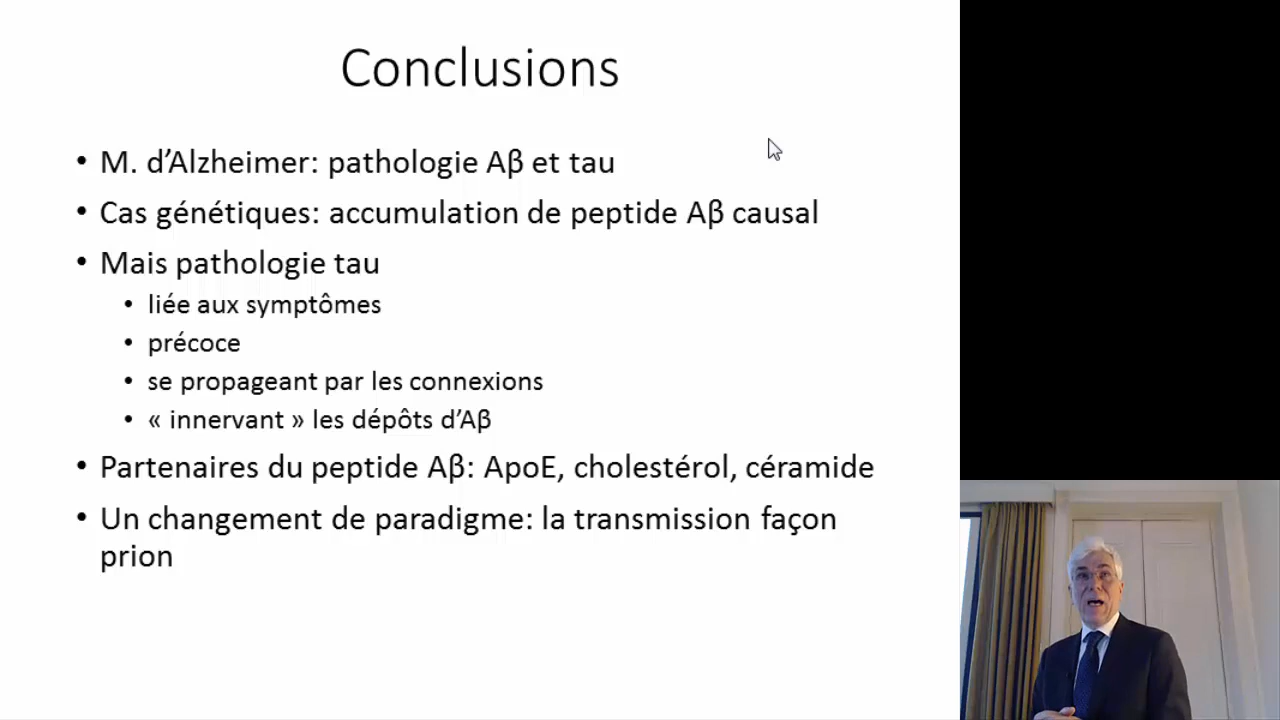 Conclusions
• M. d’Alzheimer: pathologie Aβ et tau
• Cas génétiques: accumulation de peptide Aβ causal
• Mais pathologie tau
• liée aux symptômes
• précoce
• se propageant par les connexions
• « innervant » les dépôts d’Aβ
• Partenaires du peptide Aβ: ApoE, cholestérol, céramide
• Un changement de paradigme: la transmission façon
prion